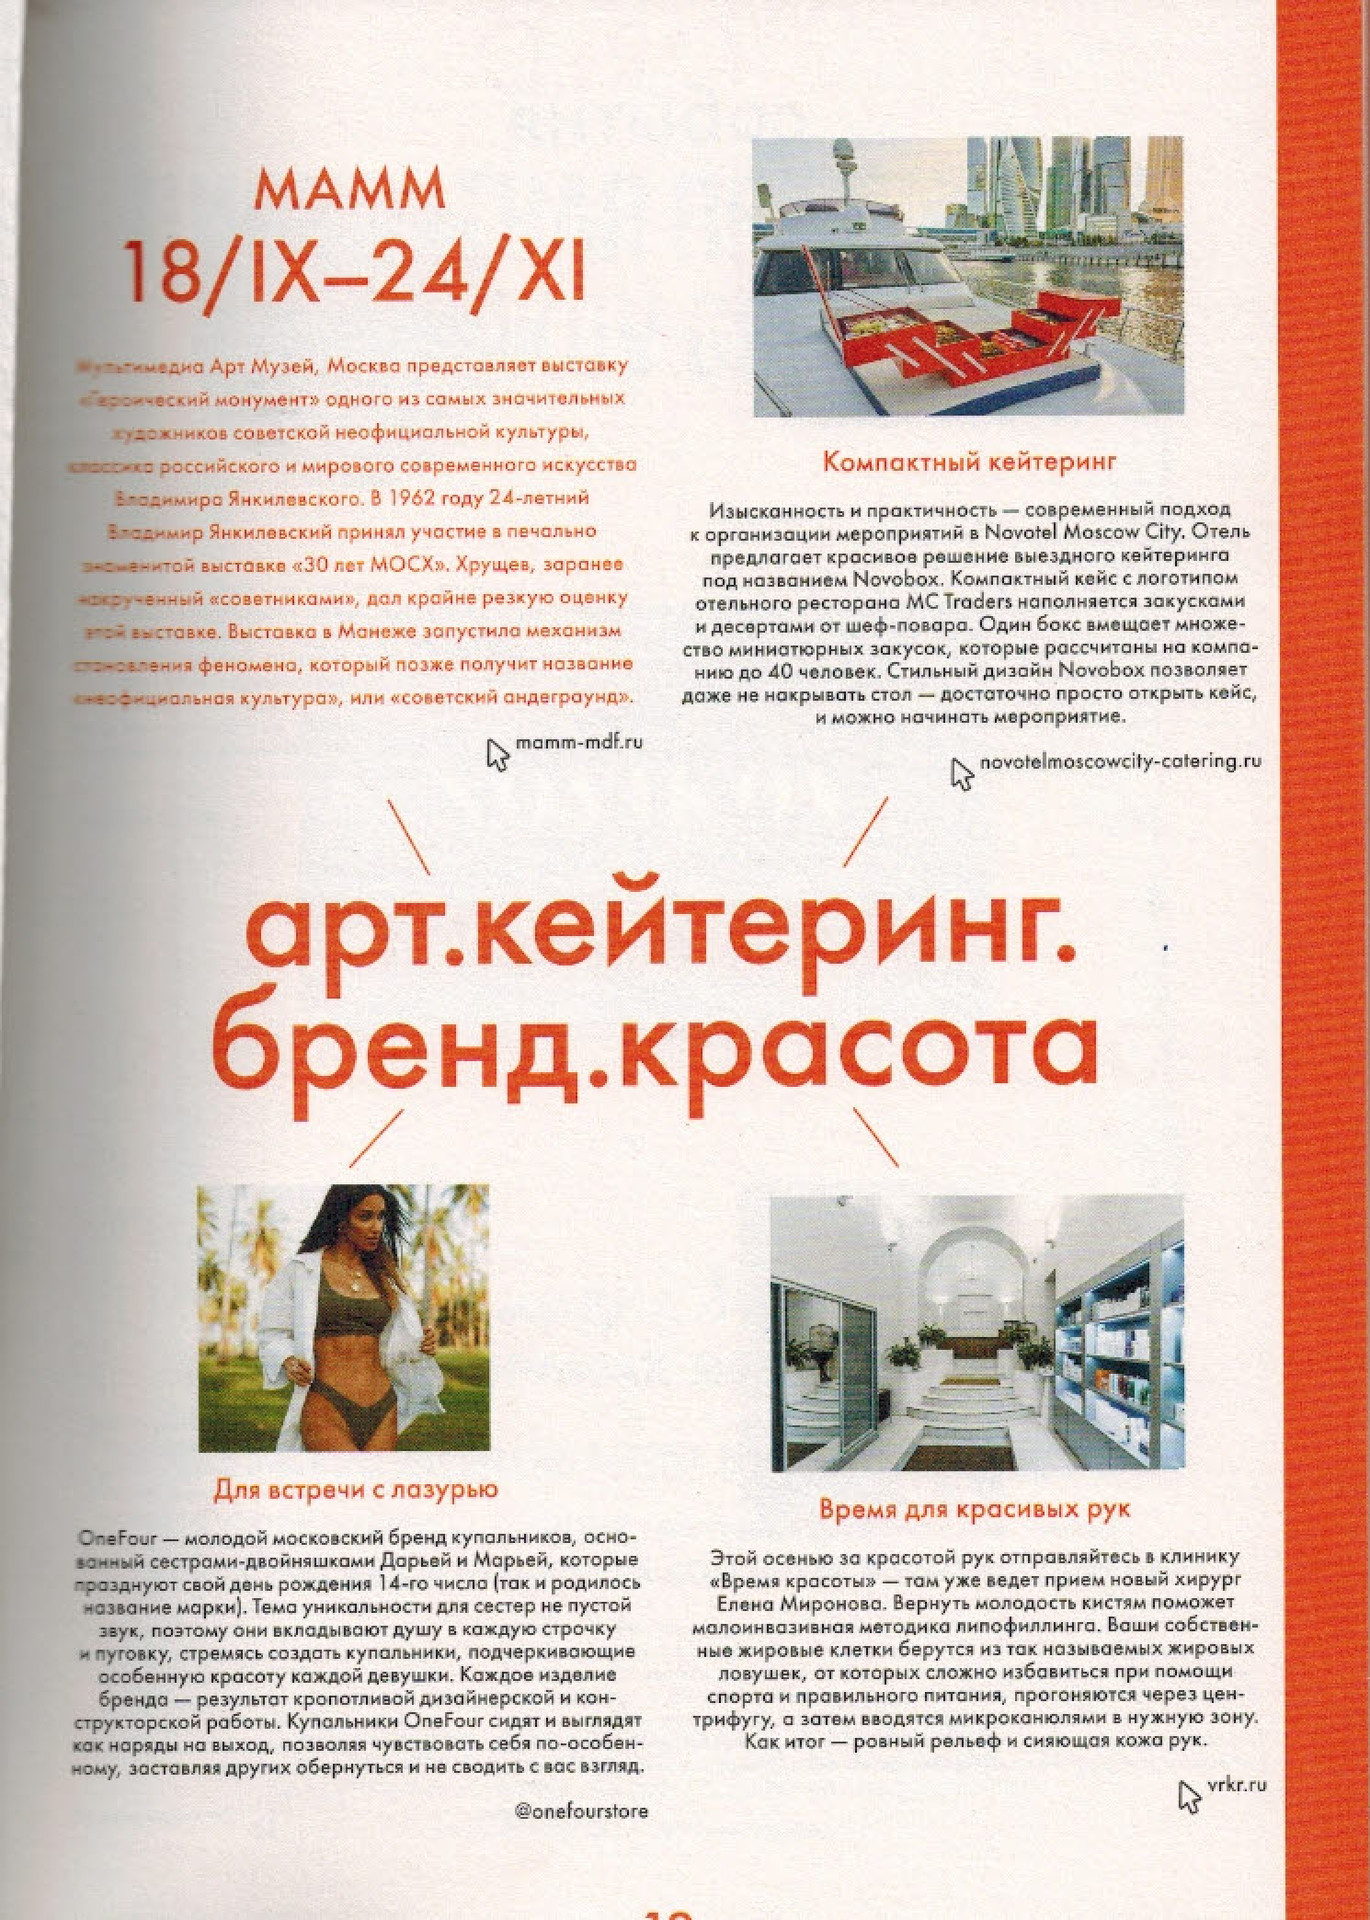 МАММ
18/IX–24/XI
Мультимедиа Арт Музей, Москва представляет выставку
«Героический монумент» одного из самых значительных
художников советской неофициальной культуры,
классика российского и мирового современного искусства
Владимира Янкилевского. В 1962 году 24-летний
Владимир Янкилевский принял участие в печально
знаменитой выставке «30 лет МОСХ». Хрущев, заранее
накрученный «советниками», дал крайне резкую оценку
этой выставке. Выставка в Манеже запустила механизм
становления феномена, который позже получит название
«неофициальная культура», или «советский андеграунд».
mamm-mdf.ru
Компактный кейтеринг
Изысканность и практичность — современный подход
к организации мероприятий в Novotel Moscow City. Отель
предлагает красивое решение выездного кейтеринга
под названием Novobox. Компактный кейс с логотипом
отельного ресторана MC Traders наполняется закусками
и десертами от шеф-повара. Один бокс вмещает множе-
ство миниатюрных закусок, которые рассчитаны на компа-
нию до 40 человек. Стильный дизайн Novobox позволяет
даже не накрывать стол — достаточно просто открыть кейс,
и можно начинать мероприятие.
novotelmoscowcity-catering.ru
арт.кейтеринг.
бренд.красота
Для встречи с лазурью
OneFour — молодой московский бренд купальников, осно-
ванный сестрами-двойняшками Дарьей и Марьей, которые
празднуют свой день рождения 14-го числа (так и родилось
название марки). Тема уникальности для сестер не пустой
звук, поэтому они вкладывают душу в каждую строчку
и пуговку, стремясь создать купальники, подчеркивающие
особенную красоту каждой девушки. Каждое изделие
бренда — результат кропотливой дизайнерской и кон-
структорской работы. Купальники OneFour сидят и выглядят
как наряды на выход, позволяя чувствовать себя по-особен-
ному, заставляя других обернуться и не сводить с вас взгляд.
@onefourstore
Время для красивых рук
Этой осенью за красотой рук отправляйтесь в клинику
«Время красоты» — там уже ведет прием новый хирург
Елена Миронова. Вернуть молодость кистям поможет
малоинвазивная методика липофиллинга. Ваши собствен-
ные жировые клетки берутся из так называемых жировых
ловушек, от которых сложно избавиться при помощи
спорта и правильного питания, прогоняются через цен-
трифугу, а затем вводятся микроканюлями в нужную зону.
Как итог — ровный рельеф и сияющая кожа рук.
vrkr.ru